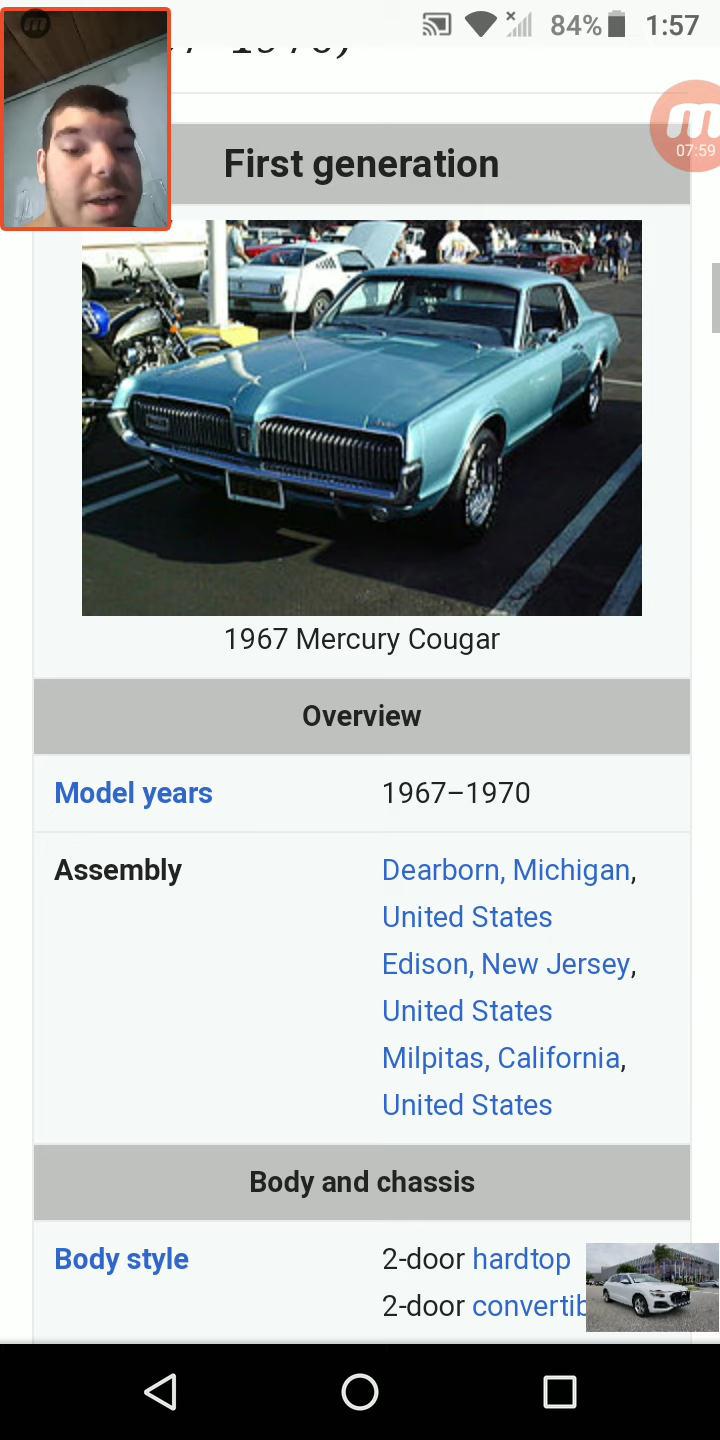 84% 1:57
07:59
First generation
1967 Mercury Cougar
Overview
Model years 1967–1970
Assembly Dearborn, Michigan,
United States
Edison, New Jersey,
United States
Milpitas, California,
United States
Body and chassis
Body style 2-door hardtop
2-door convertib